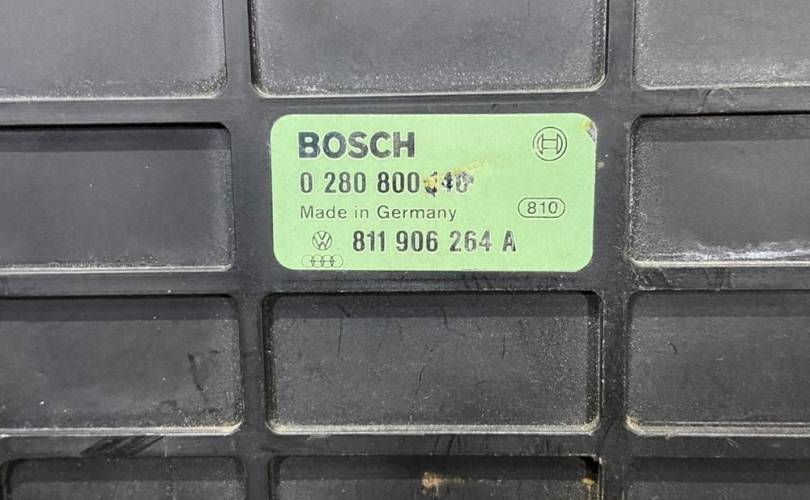 BOSCH
0 280 800
Made in Germany
810
811 906 264 A